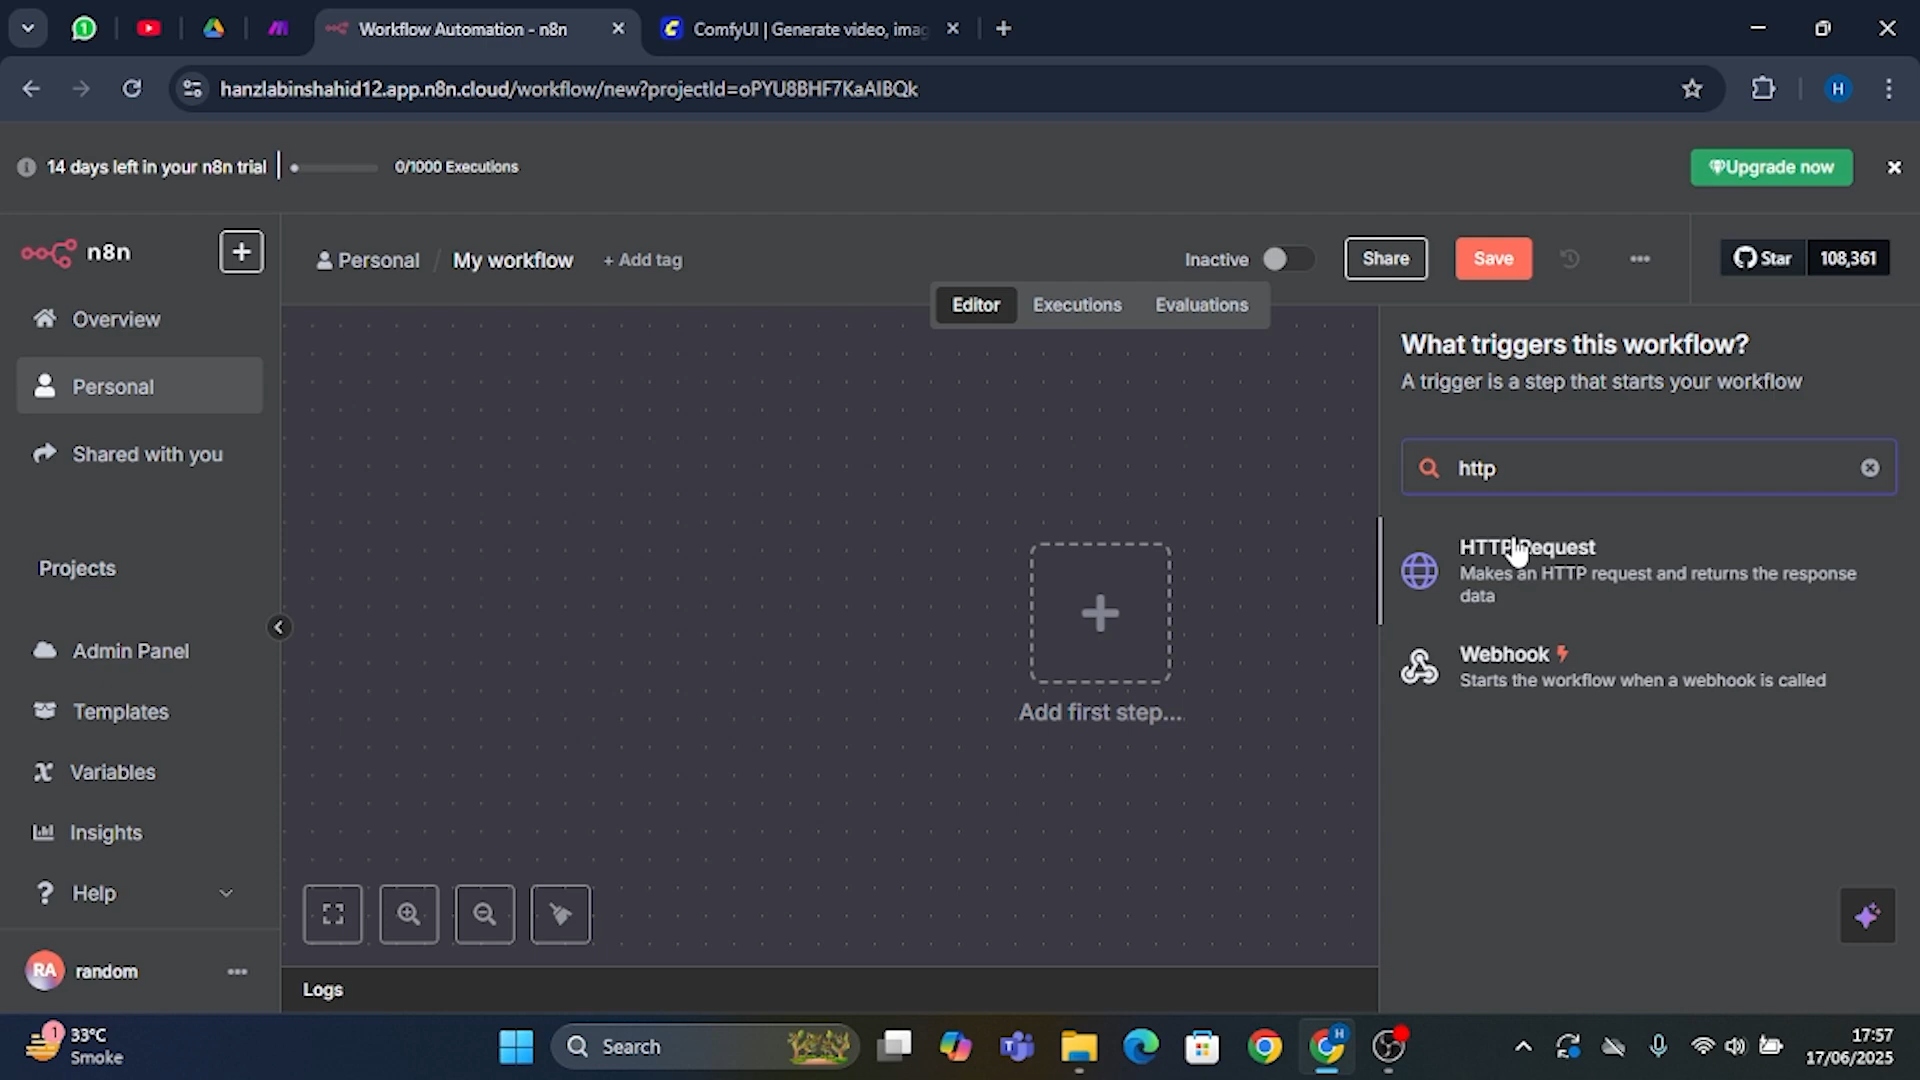 Workflow Automation - n8n
ComfyUI | Generate video, imag
hanzlabinshahid12.app.n8n.cloud/workflow/new?projectId=oPYU8BHF7KaAIBQk
H
14 days left in your n8n trial
0/1000 Executions
Upgrade now
n8n
Personal / My workflow + Add tag
Inactive
Share
Save
Star 108,361
Editor
Executions
Evaluations
Overview
Personal
Shared with you
Projects
Admin Panel
Templates
Variables
Insights
Help
RA random
Add first step...
Logs
What triggers this workflow?
A trigger is a step that starts your workflow
http
HTTP Request
Makes an HTTP request and returns the response
data
Webhook
Starts the workflow when a webhook is called
1
33°C
Smoke
Search
H
17:57
17/06/2025